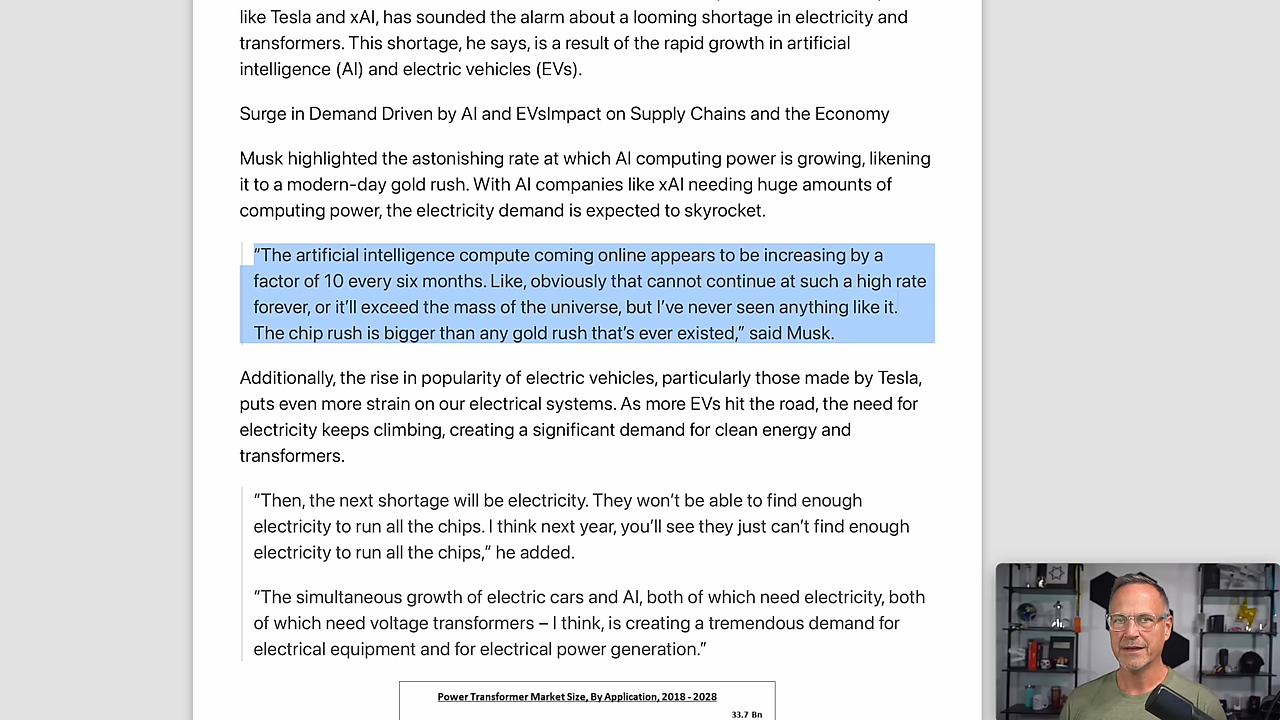 like Tesla and xAI, has sounded the alarm about a looming shortage in electricity and
transformers. This shortage, he says, is a result of the rapid growth in artificial
intelligence (AI) and electric vehicles (EVs).
Surge in Demand Driven by AI and EVsImpact on Supply Chains and the Economy
Musk highlighted the astonishing rate at which AI computing power is growing, likening
it to a modern-day gold rush. With AI companies like xAI needing huge amounts of
computing power, the electricity demand is expected to skyrocket.
“The artificial intelligence compute coming online appears to be increasing by a
factor of 10 every six months. Like, obviously that cannot continue at such a high rate
forever, or it’ll exceed the mass of the universe, but I’ve never seen anything like it.
The chip rush is bigger than any gold rush that’s ever existed,” said Musk.
Additionally, the rise in popularity of electric vehicles, particularly those made by Tesla,
puts even more strain on our electrical systems. As more EVs hit the road, the need for
electricity keeps climbing, creating a significant demand for clean energy and
transformers.
“Then, the next shortage will be electricity. They won’t be able to find enough
electricity to run all the chips. I think next year, you’ll see they just can’t find enough
electricity to run all the chips,” he added.
“The simultaneous growth of electric cars and AI, both of which need electricity, both
of which need voltage transformers – I think, is creating a tremendous demand for
electrical equipment and for electrical power generation.”
Power Transformer Market Size, By Application, 2018 - 2028
33.7 Bn